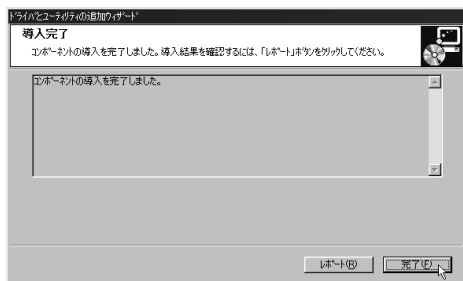 ドライバとユーティリティの追加ウィザード
導入完了
コンポーネントの導入を完了しました。導入結果を確認するには、「レポート」ボタンをクリックしてください。
コンポーネントの導入を完了しました。
レポート(R)
完了(F)